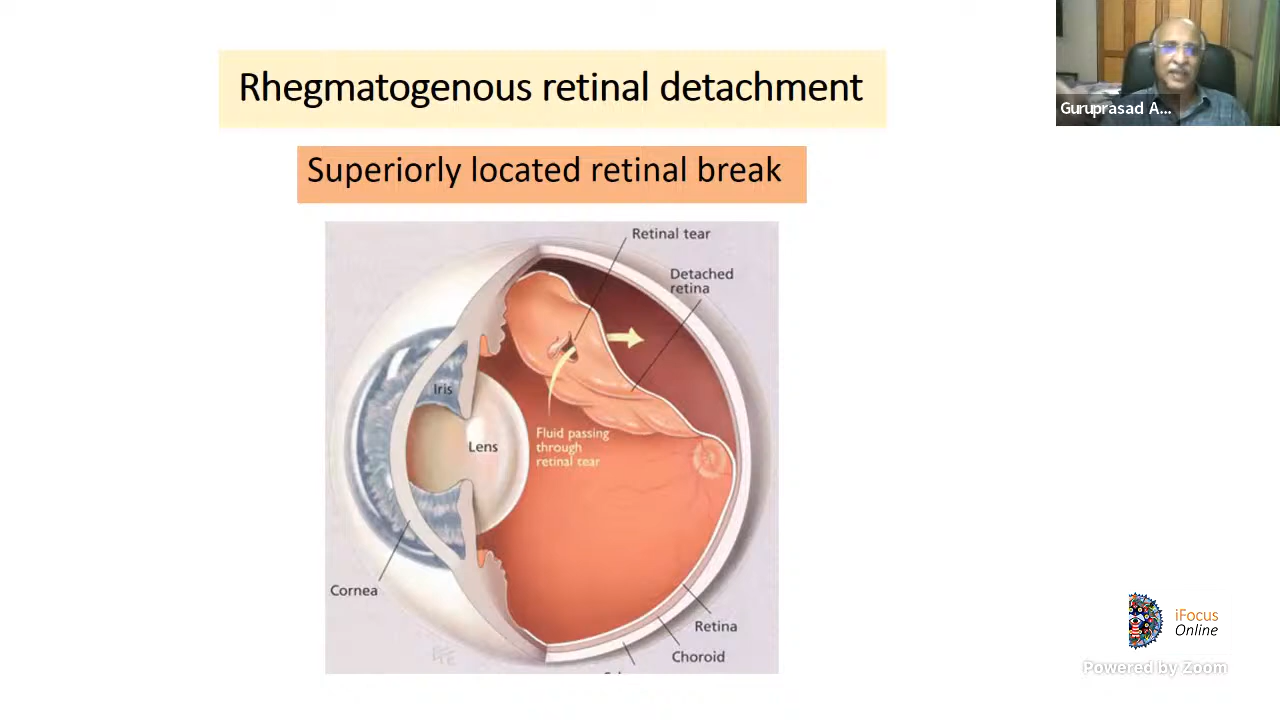 Rhegmatogenous retinal detachment
Guruprasad A...
Superiorly located retinal break
Retinal tear
Detached
retina
Iris
Lens
Fluid passing
through
retinal tear
Cornea
Retina
Choroid
iFocus
Online
Powered by Zoom